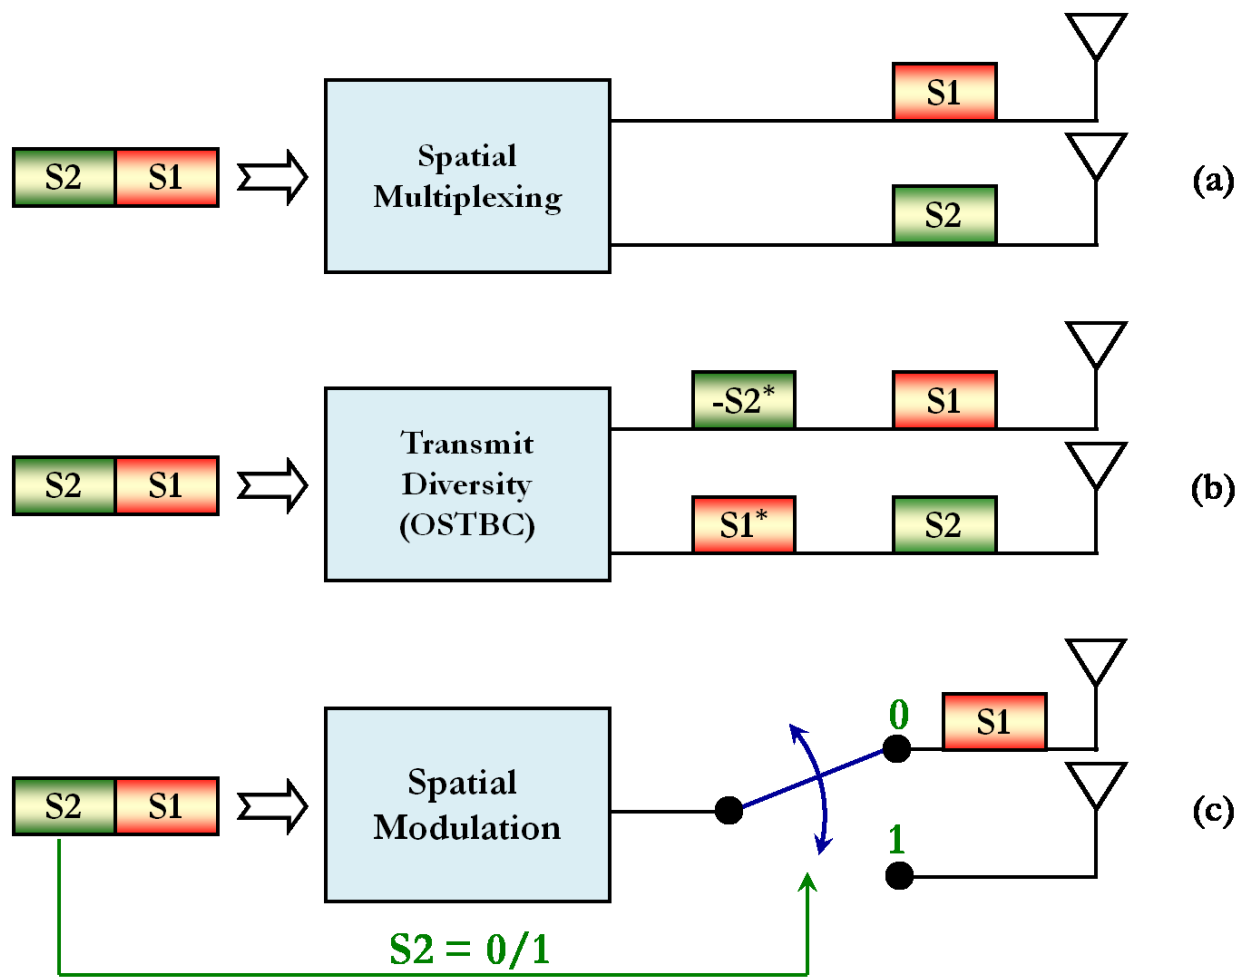 S1
S2 S1
Spatial
Multiplexing
S2
(a)
-S2*
S1
S2 S1
Transmit
Diversity
(OSTBC)
S1*
S2
(b)
0
S1
S2 S1
Spatial
Modulation
1
(c)
S2 = 0/1